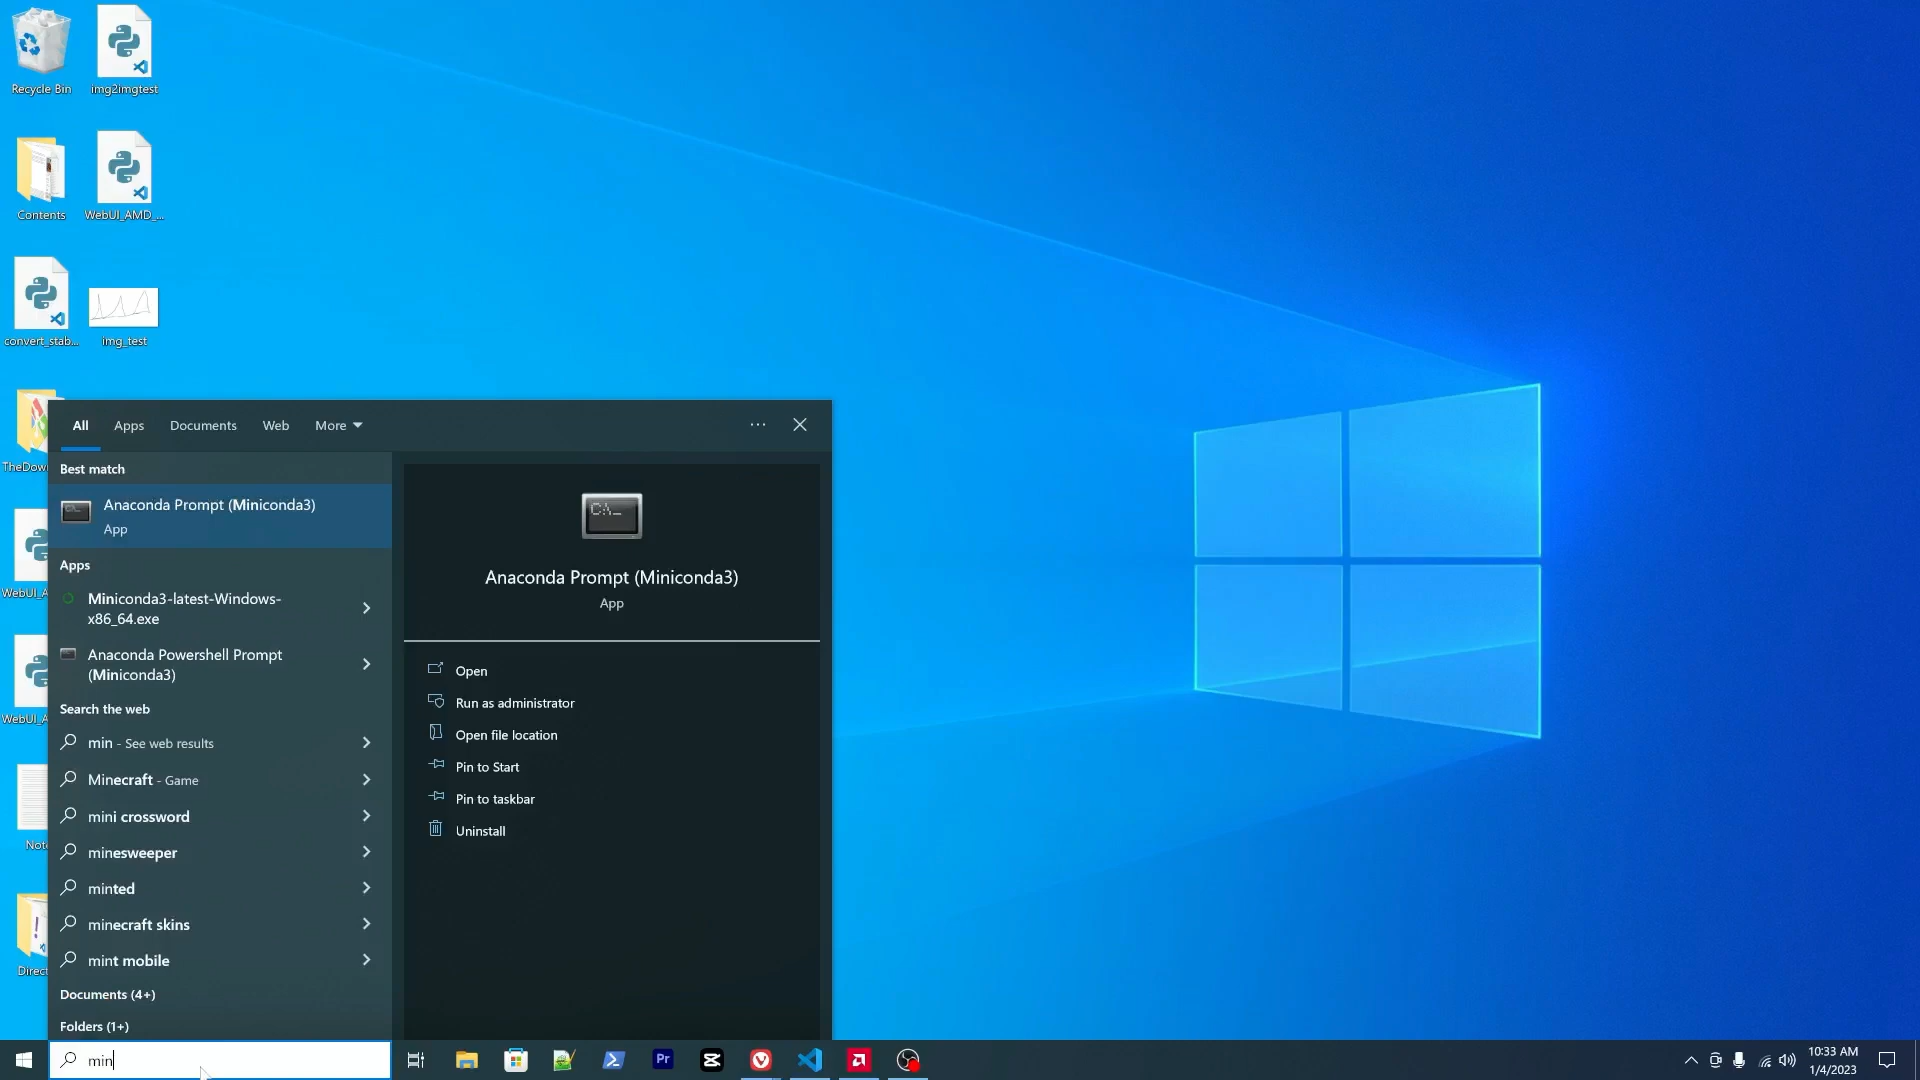 Recycle Bin
img2imgtest
Contents
WebUI_AMD_...
convert_stab...
img_test
TheDow
WebUI_A
WebUI_A
Note
Direct
All Apps Documents Web More
Best match
Anaconda Prompt (Miniconda3)
App
Apps
Miniconda3-latest-Windows-
x86_64.exe
Anaconda Powershell Prompt
(Miniconda3)
Search the web
min - See web results
Minecraft - Game
mini crossword
minesweeper
minted
minecraft skins
mint mobile
Documents (4+)
Folders (1+)
min
C:\_
Anaconda Prompt (Miniconda3)
App
Open
Run as administrator
Open file location
Pin to Start
Pin to taskbar
Uninstall
Pr
10:33 AM
1/4/2023